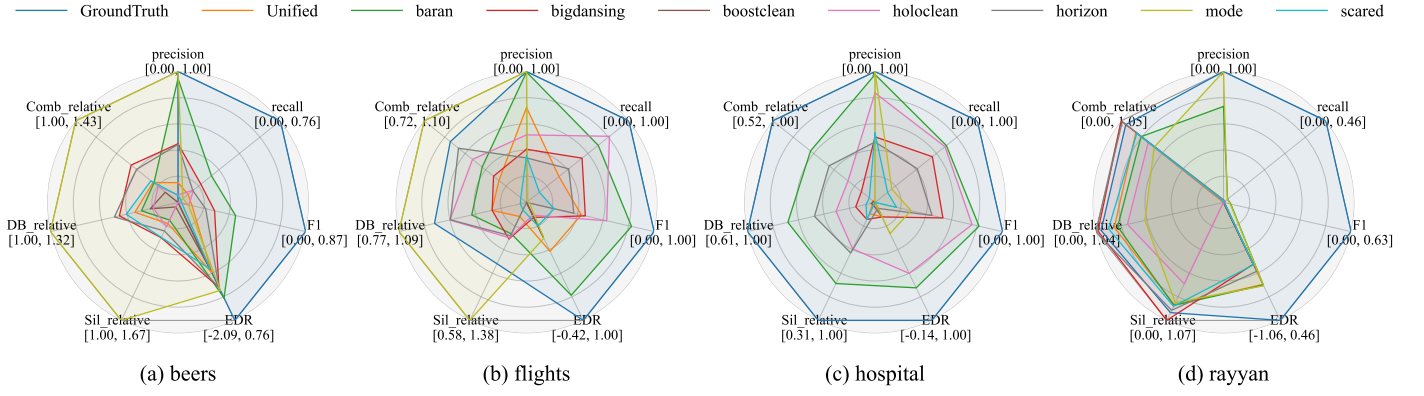 GroundTruth Unified baran bigdansing boostclean holoclean horizon mode scared
precision
[0.00, 1.00]
recall
[0.00, 0.76]
F1
[0.00, 0.87]
EDR
[-2.09, 0.76]
Sil_relative
[1.00, 1.67]
DB_relative
[1.00, 1.32]
Comb_relative
[1.00, 1.43]
(a) beers
precision
[0.00, 1.00]
recall
[0.00, 1.00]
F1
[0.00, 1.00]
EDR
[-0.42, 1.00]
Sil_relative
[0.58, 1.38]
DB_relative
[0.77, 1.09]
Comb_relative
[0.72, 1.10]
(b) flights
precision
[0.00, 1.00]
recall
[0.00, 1.00]
F1
[0.00, 1.00]
EDR
[-0.14, 1.00]
Sil_relative
[0.31, 1.00]
DB_relative
[0.61, 1.00]
Comb_relative
[0.52, 1.00]
(c) hospital
precision
[0.00, 1.00]
recall
[0.00, 0.46]
F1
[0.00, 0.63]
EDR
[-1.06, 0.46]
Sil_relative
[0.00, 1.07]
DB_relative
[0.00, 1.04]
Comb_relative
[0.00, 1.05]
(d) rayyan